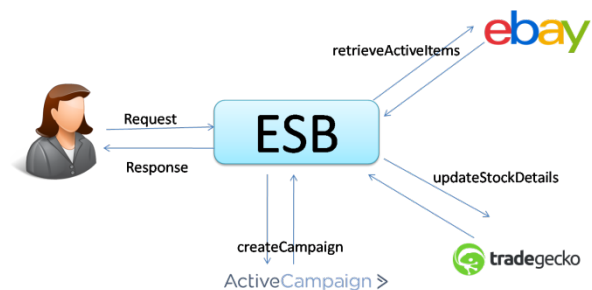 ebay
retrieveActiveItems
Request
ESB
Response
updateStockDetails
createCampaign
tradegecko
ActiveCampaign >